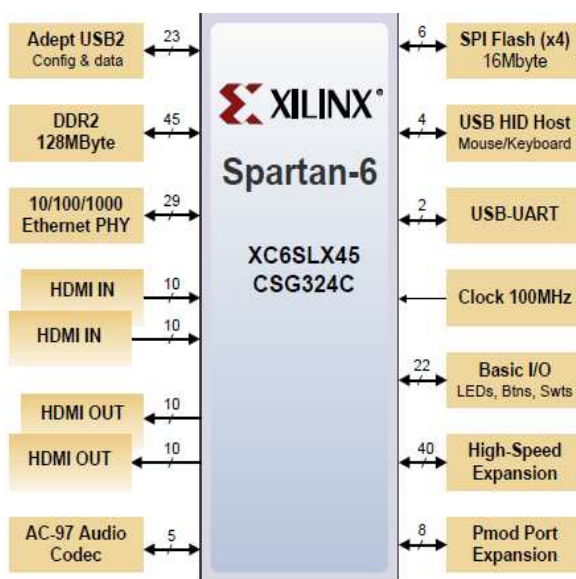 Adept USB2
Config & data
23
DDR2
128MByte
45
10/100/1000
Ethernet PHY
29
HDMI IN
10
HDMI IN
10
HDMI OUT
10
HDMI OUT
10
AC-97 Audio
Codec
5
XILINX®
Spartan-6
XC6SLX45
CSG324C
6
SPI Flash (x4)
16Mbyte
4
USB HID Host
Mouse/Keyboard
2
USB-UART
Clock 100MHz
22
Basic I/O
LEDs, Btns, Swts
40
High-Speed
Expansion
8
Pmod Port
Expansion